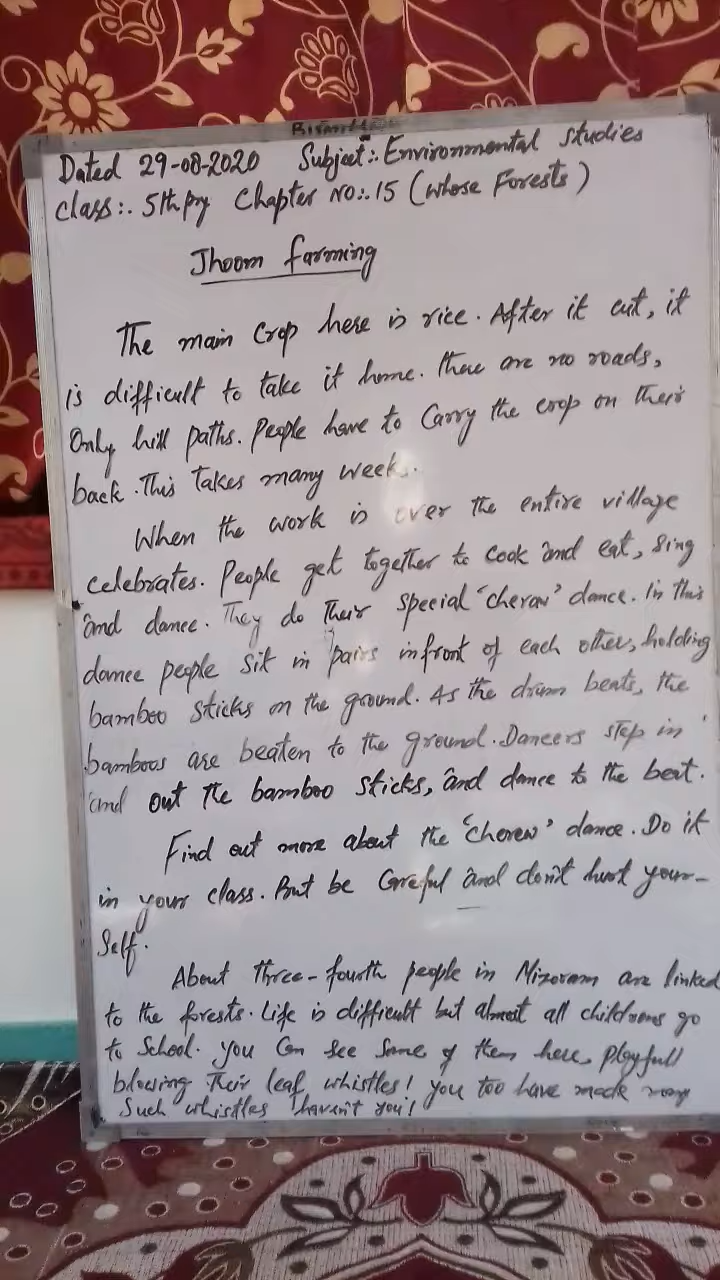 Dated 29-08-2020 Subject:. Environmental studies
class:. 5th pry Chapter No:.15 (whose Forests)
Jhoom farming
The main Crop here is rice. After it cut, it
is difficult to take it home. there are no roads,
Only hill paths. People have to Carry the crop on their
back. This takes many weeks.
When the work is over the entire village
celebrates. People get together to cook and eat, sing
and dance. They do their special 'cheraw' dance. In this
dance people sit in pairs infront of each other, holding
bamboo sticks on the ground. As the drum beats, the
bamboos are beaten to the ground. Dancers step in
and out the bamboo sticks, and dance to the beat.
Find out more about the 'cherew' dance. Do it
in your class. But be Careful and don't hurt your-
Self.
About three-fourth people in Mizoram are linked
to the forests. Life is difficult but almost all childrens go
to School. you Can see Some of them here, playfull
blowing their leaf whistles! you too have made many
Such whistles haven't you!